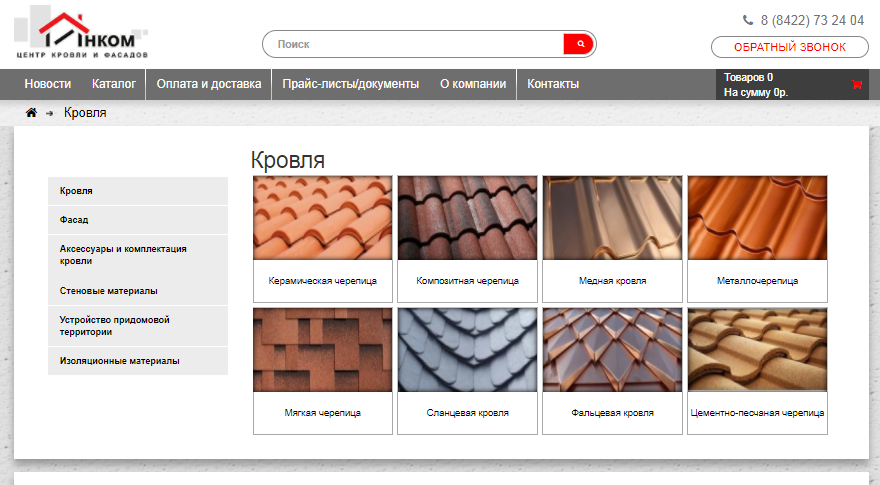 ИНКОМ
ЦЕНТР КРОВЛИ И ФАСАДОВ
Поиск
8 (8422) 73 24 04
ОБРАТНЫЙ ЗВОНОК
Новости Каталог Оплата и доставка Прайс-листы/документы О компании Контакты
Товаров 0
На сумму 0р.
Кровля
Кровля
Фасад
Аксессуары и комплектация
кровли
Стеновые материалы
Устройство придомовой
территории
Изоляционные материалы
Кровля
Керамическая черепица
Композитная черепица
Медная кровля
Металлочерепица
Мягкая черепица
Сланцевая кровля
Фальцевая кровля
Цементно-песчаная черепица